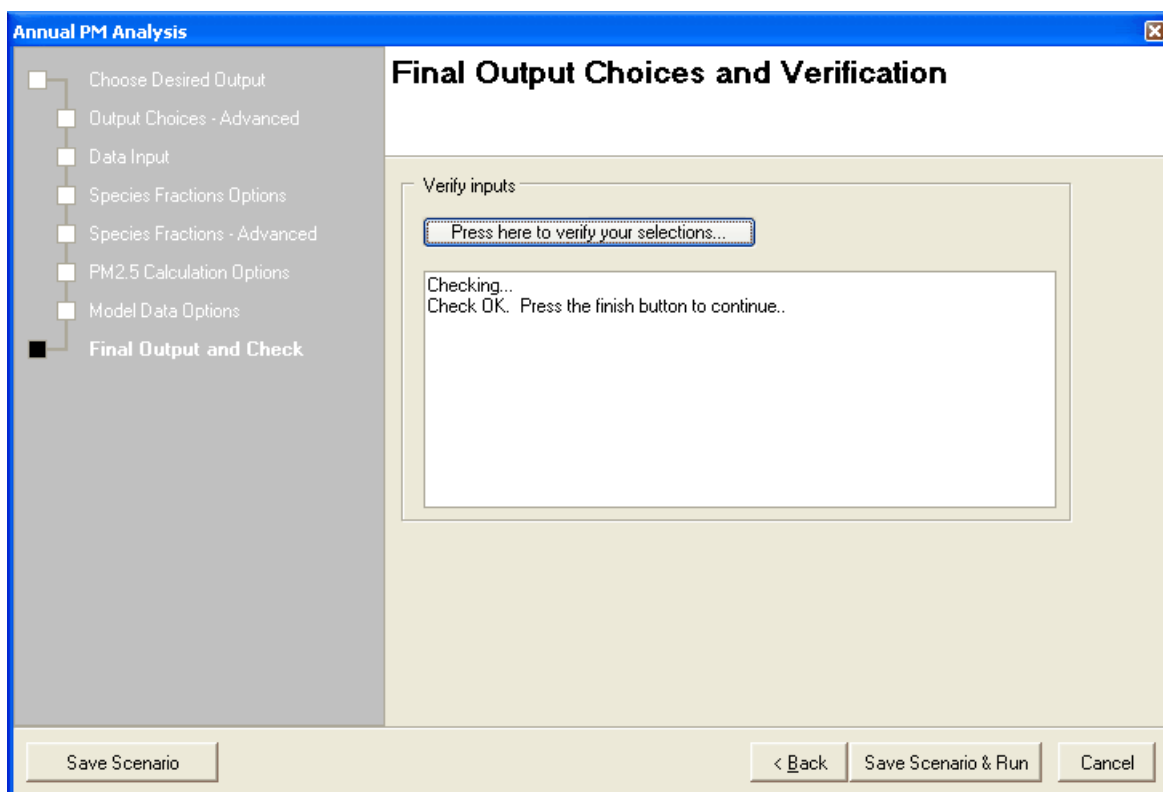 Annual PM Analysis
Choose Desired Output
Output Choices - Advanced
Data Input
Species Fractions Options
Species Fractions - Advanced
PM2.5 Calculation Options
Model Data Options
Final Output and Check
Final Output Choices and Verification
Verify inputs
Press here to verify your selections...
Checking...
Check OK.  Press the finish button to continue..
Save Scenario
< Back
Save Scenario & Run
Cancel